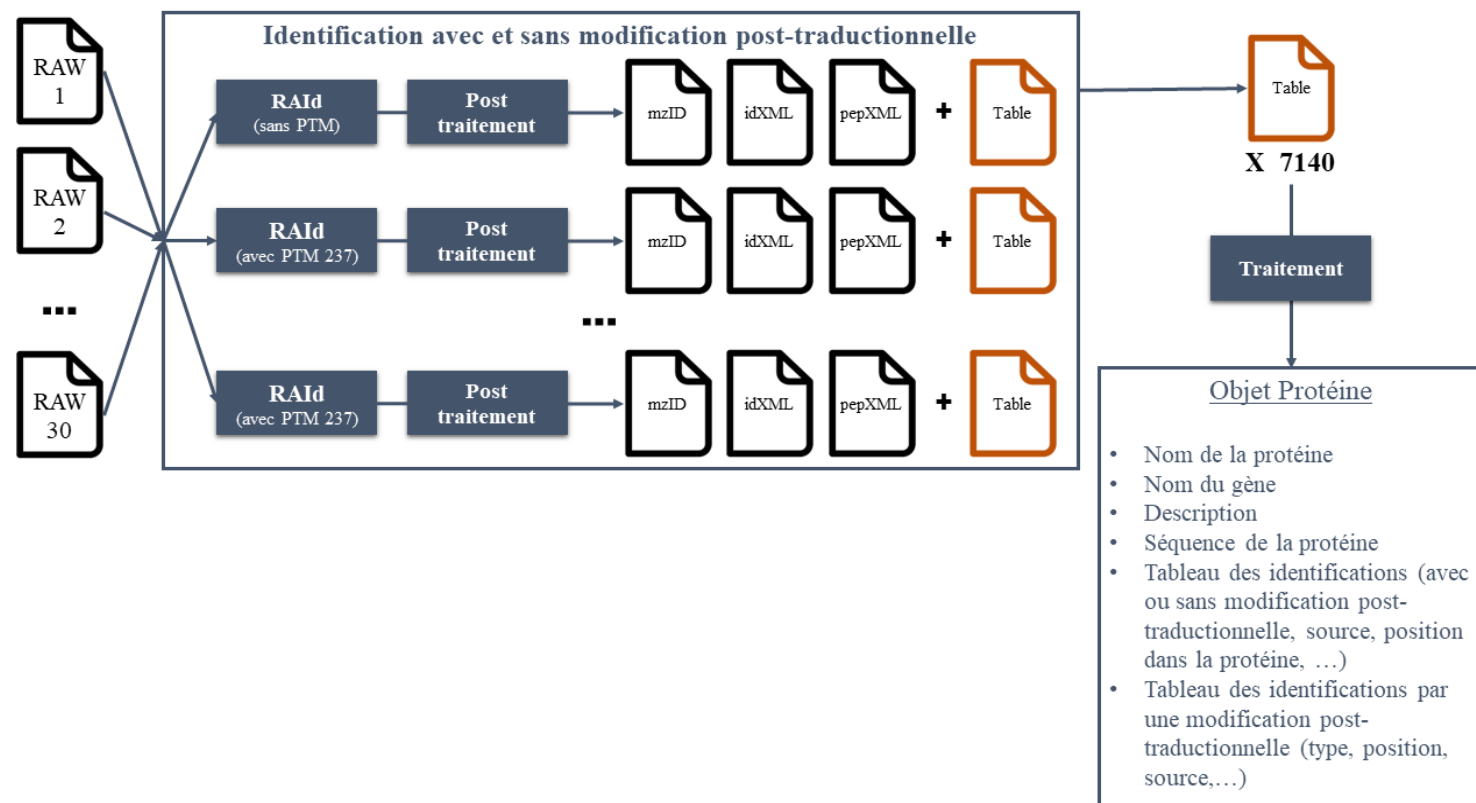 Identification avec et sans modification post-traductionnelle
RAW
1
RAId
(sans PTM)
Post
traitement
mzID
idXML
pepXML
+
Table
Table
X 7140
RAW
2
RAId
(avec PTM 237)
Post
traitement
mzID
idXML
pepXML
+
Table
...
...
RAW
30
RAId
(avec PTM 237)
Post
traitement
mzID
idXML
pepXML
+
Table
Traitement
Objet Protéine
• Nom de la protéine
• Nom du gène
• Description
• Séquence de la protéine
• Tableau des identifications (avec
ou sans modification post-
traductionnelle, source, position
dans la protéine, …)
• Tableau des identifications par
une modification post-
traductionnelle (type, position,
source,…)